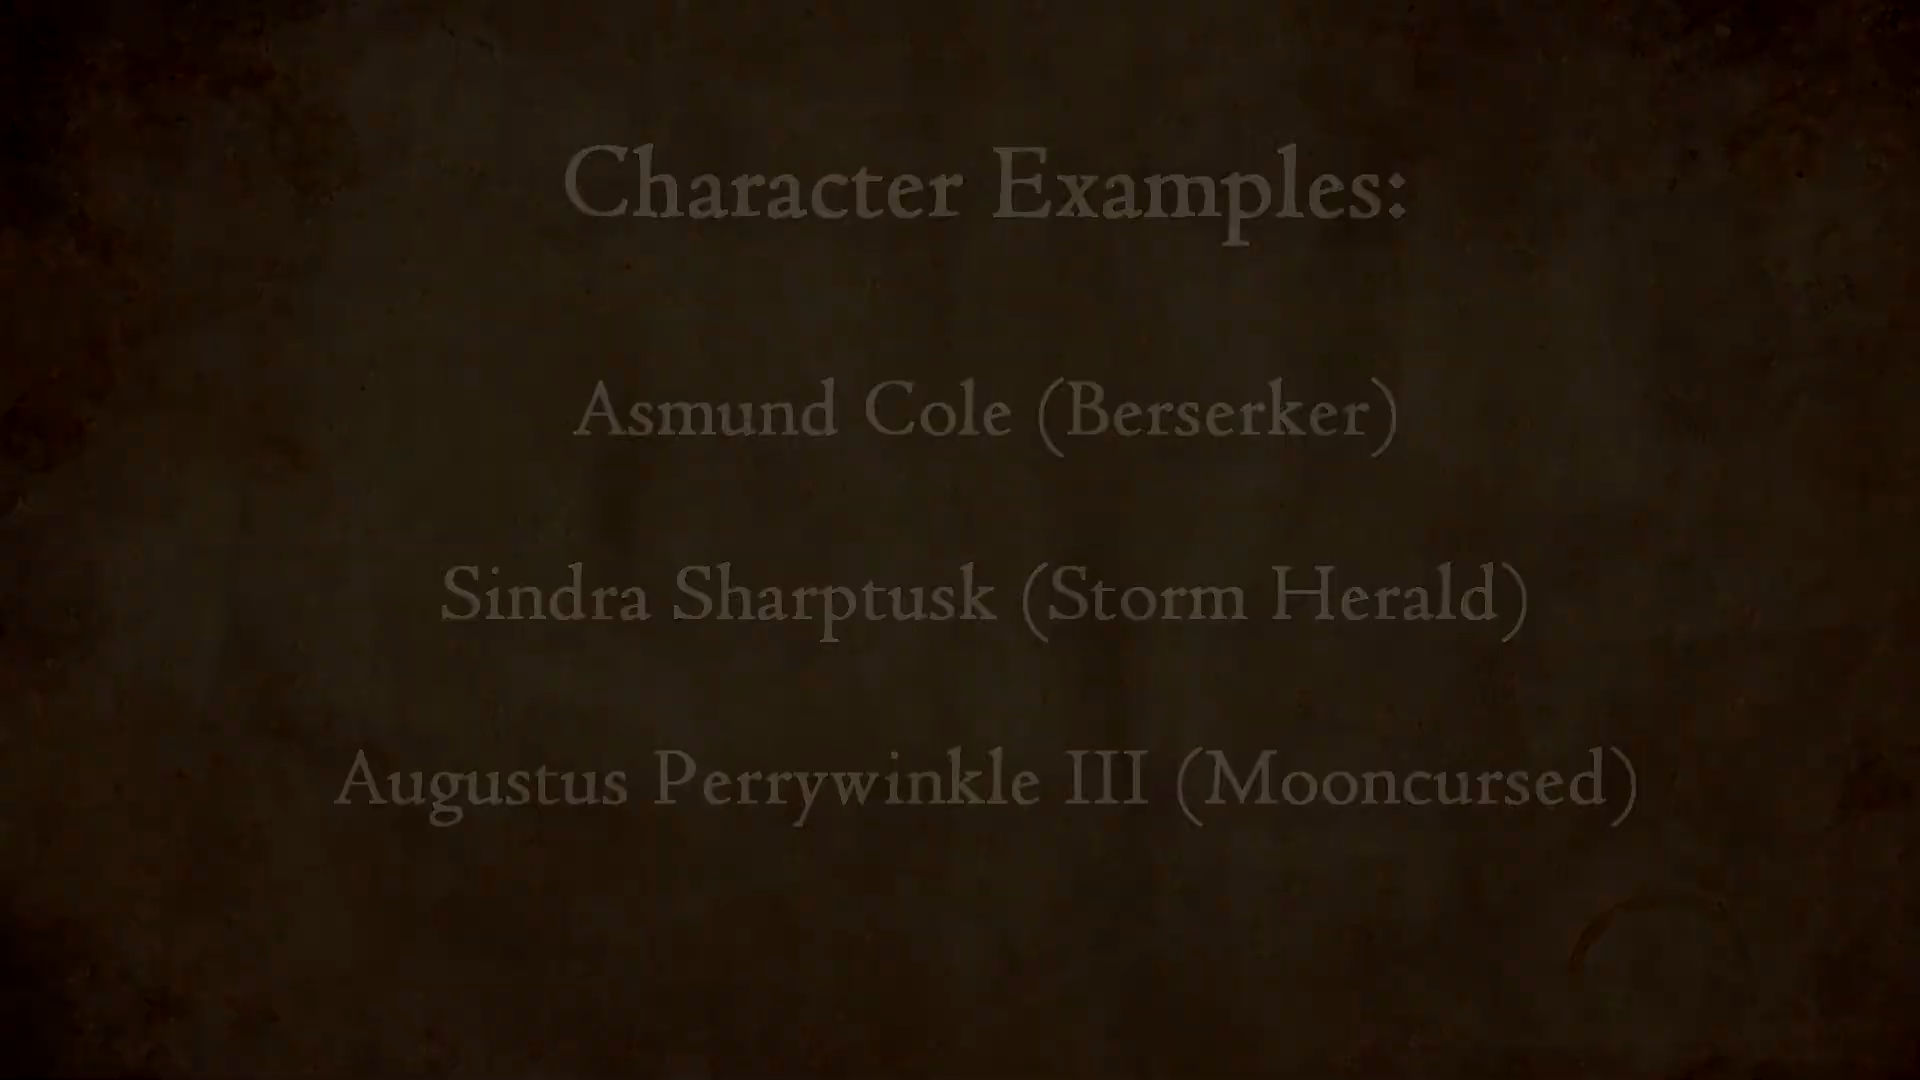 Character Examples:
Asmund Cole (Berserker)
Sindra Sharptusk (Storm Herald)
Augustus Perrywinkle III (Mooncursed)